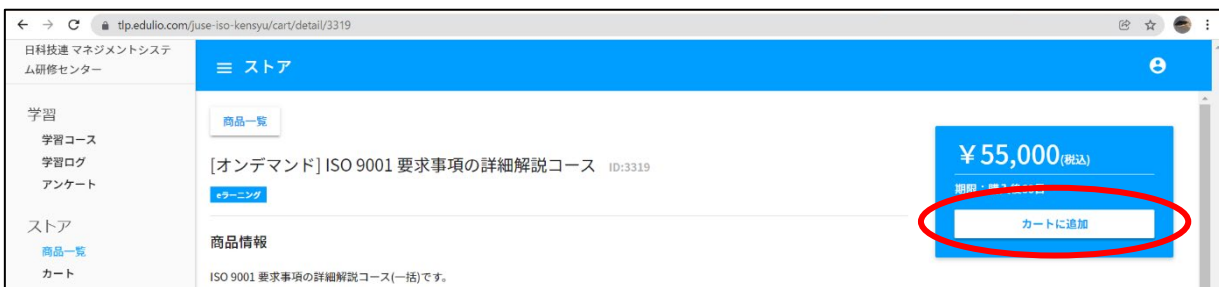 tlp.edulio.com/juse-iso-kensyu/cart/detail/3319
日科技連 マネジメントシステ
ム研修センター
ストア
学習
学習コース
学習ログ
アンケート
ストア
商品一覧
カート
商品一覧
[オンデマンド] ISO 9001 要求事項の詳細解説コース ID:3319
eラーニング
商品情報
ISO 9001 要求事項の詳細解説コース(一括)です。
¥55,000(税込)
期限:
カートに追加